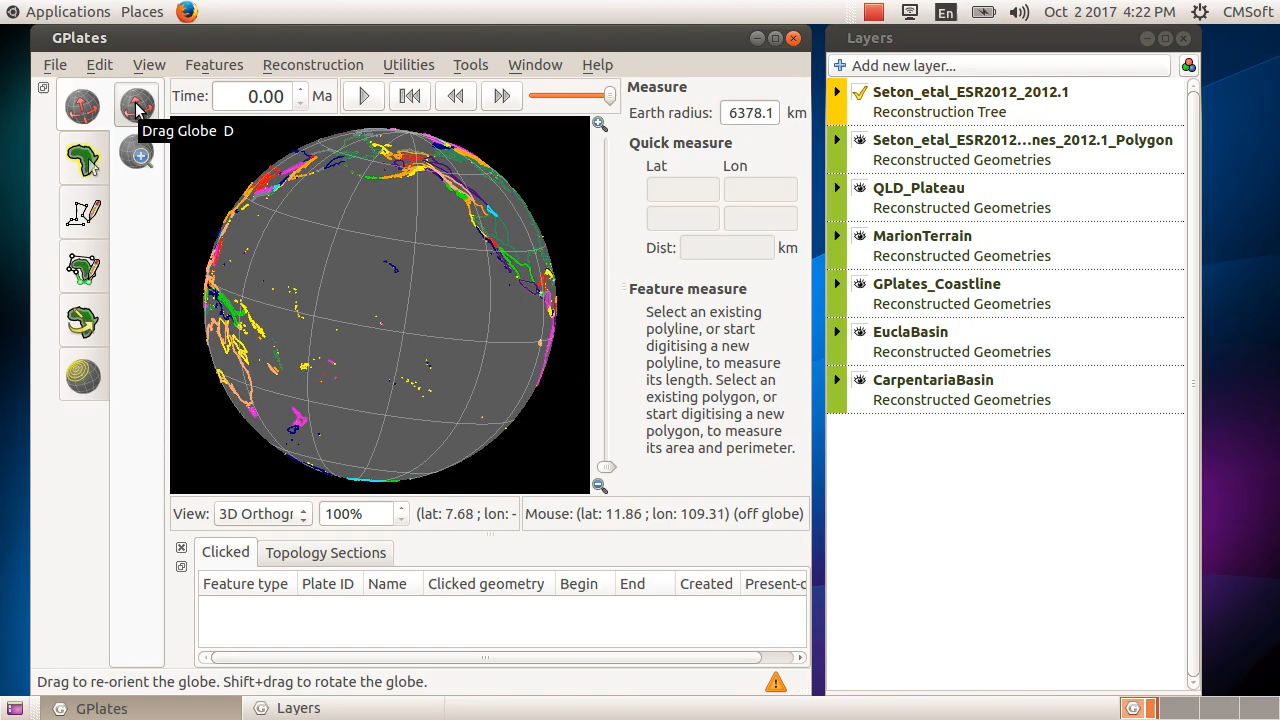 Applications Places En Oct 2 2017 4:22 PM CMSoft
GPlates
File Edit View Features Reconstruction Utilities Tools Window Help
Time: 0.00 Ma
Drag Globe D
Measure
Earth radius: 6378.1 km
Quick measure
Lat Lon
Dist: km
Feature measure
Select an existing
polyline, or start
digitising a new
polyline, to measure
its length. Select an
existing polygon, or
start digitising a new
polygon, to measure
its area and perimeter.
View: 3D Orthogr 100% (lat: 7.68 ; lon: - Mouse: (lat: 11.86 ; lon: 109.31) (off globe)
Clicked Topology Sections
Feature type Plate ID Name Clicked geometry Begin End Created Present-c
Drag to re-orient the globe. Shift+drag to rotate the globe.
Layers
Add new layer...
Seton_etal_ESR2012_2012.1
Reconstruction Tree
Seton_etal_ESR2012...nes_2012.1_Polygon
Reconstructed Geometries
QLD_Plateau
Reconstructed Geometries
MarionTerrain
Reconstructed Geometries
GPlates_Coastline
Reconstructed Geometries
EuclaBasin
Reconstructed Geometries
CarpentariaBasin
Reconstructed Geometries
GPlates Layers